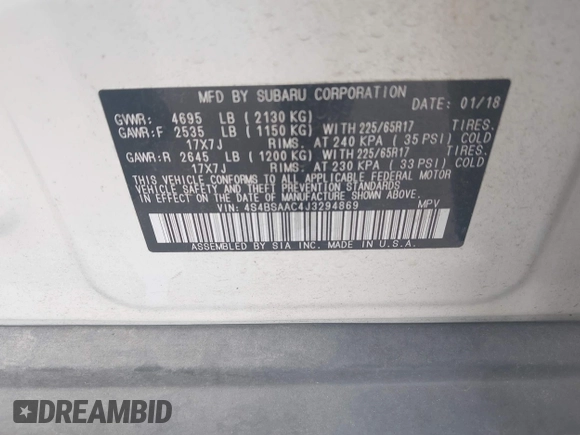 MFD BY SUBARU CORPORATION
DATE: 01/18
GVWR: 4695 LB ( 2130 KG)
GAWR:F 2535 LB ( 1150 KG) WITH 225/65R17 TIRES.
17X7J RIMS. AT 240 KPA ( 35 PSI) COLD
GAWR:R 2645 LB ( 1200 KG) WITH 225/65R17 TIRES.
17X7J RIMS. AT 230 KPA ( 33 PSI) COLD
THIS VEHICLE CONFORMS TO ALL APPLICABLE FEDERAL MOTOR
VEHICLE SAFETY AND THEFT PREVENTION STANDARDS
IN EFFECT ON THE DATE OF MANUFACTURE SHOWN ABOVE.
VIN: 4S4BSAAC4J3294869 MPV
ASSEMBLED BY SIA INC. IN U.S.A.
DREAMBID